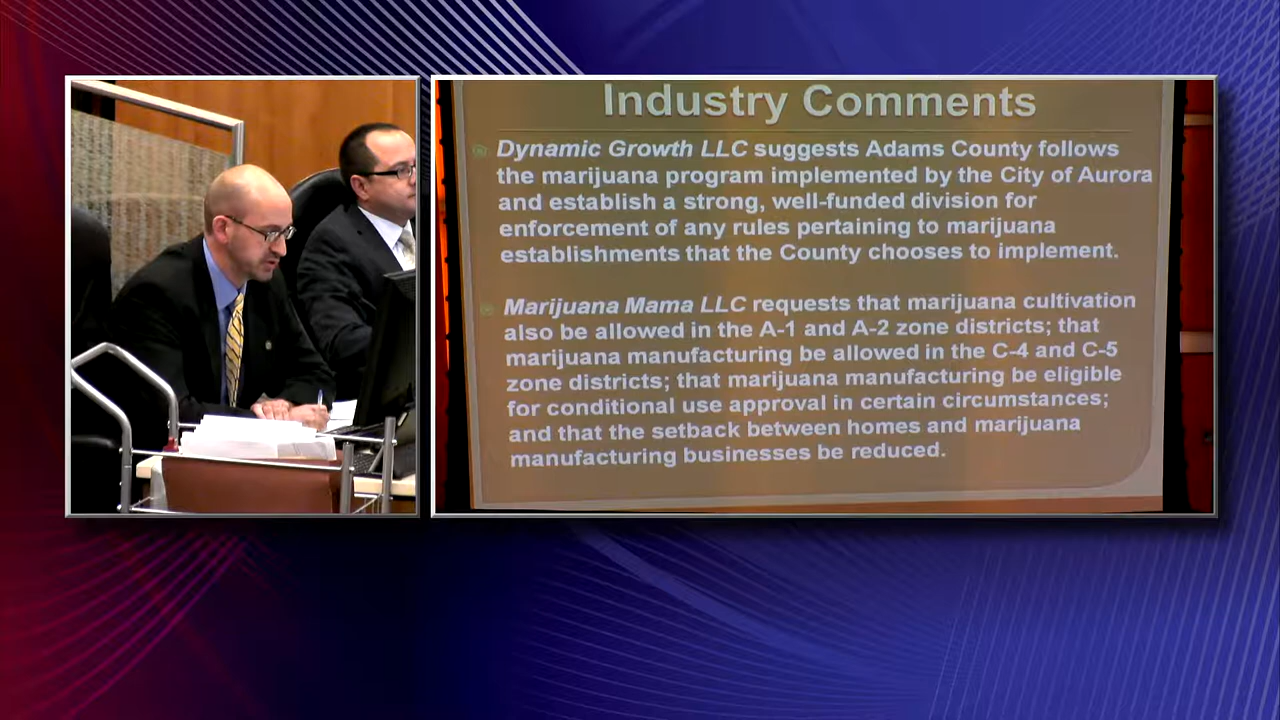 Industry Comments
Dynamic Growth LLC suggests Adams County follows
the marijuana program implemented by the City of Aurora
and establish a strong, well-funded division for
enforcement of any rules pertaining to marijuana
establishments that the County chooses to implement.
Marijuana Mama LLC requests that marijuana cultivation
also be allowed in the A-1 and A-2 zone districts; that
marijuana manufacturing be allowed in the C-4 and C-5
zone districts; that marijuana manufacturing be eligible
for conditional use approval in certain circumstances;
and that the setback between homes and marijuana
manufacturing businesses be reduced.